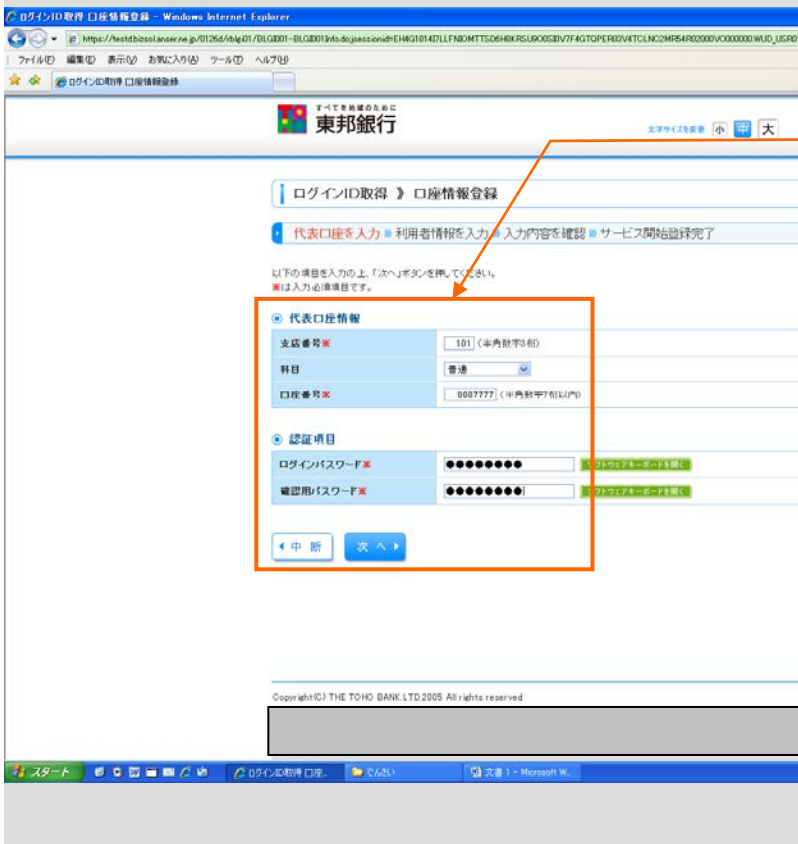 ログインID取得 口座情報登録 - Windows Internet Explorer
ファイル(F) 編集(E) 表示(V) お気に入り(A) ツール(T) ヘルプ(H)
ログインID取得 口座情報登録
すべてを地域のために
東邦銀行
文字サイズを変更 小 中 大
ログインID取得 》 口座情報登録
代表口座を入力 利用者情報を入力 入力内容を確認 サービス開始登録完了
以下の項目を入力の上、「次へ」ボタンを押してください。
※は入力必須項目です。
代表口座情報
支店番号※ 101 (半角数字3桁)
科目 普通
口座番号※ 0007777 (半角数字7桁以内)
認証項目
ログインパスワード※ ●●●●●●●● ソフトウェアキーボードを開く
確認用パスワード※ ●●●●●●●● ソフトウェアキーボードを開く
中 断 次 へ
Copyright(C) THE TOHO BANK.LTD.2005 All rights reserved
スタート ログインID取得 口座... でんさい 文書 1 - Microsoft W...